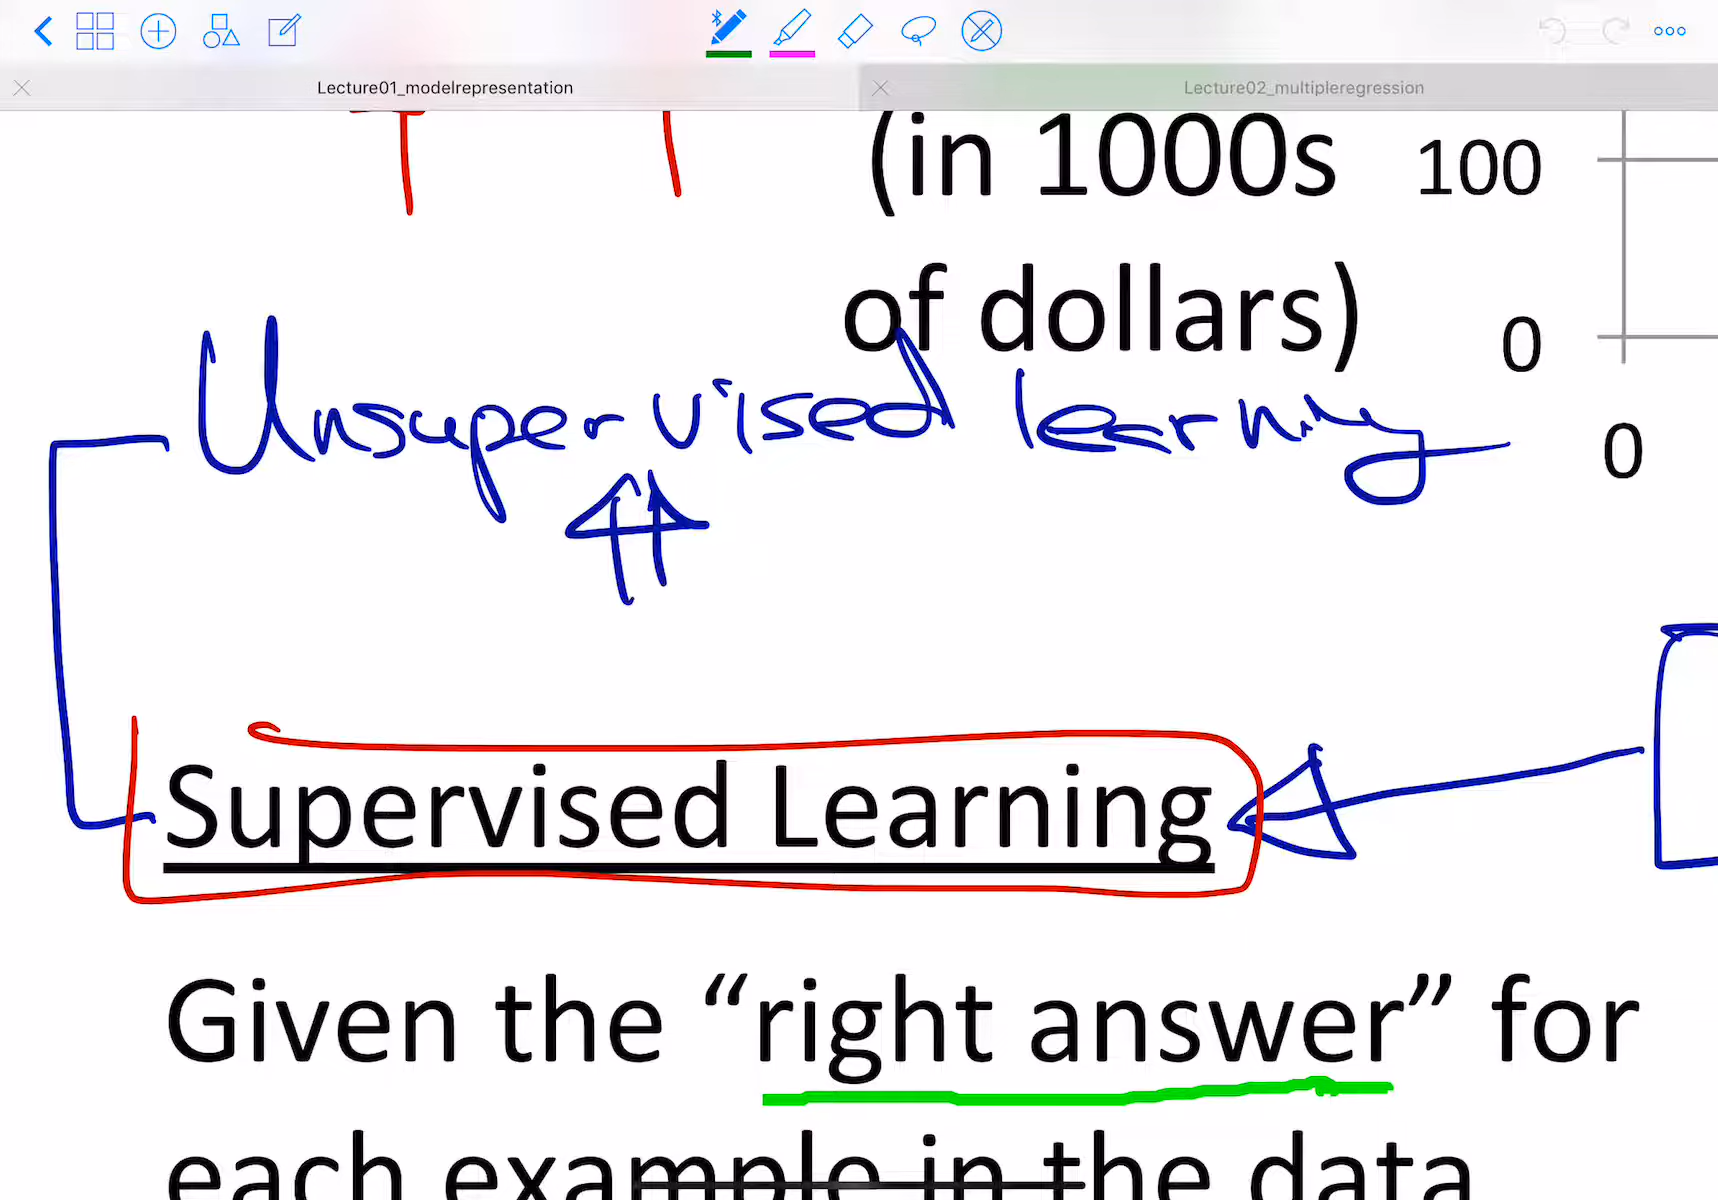 Lecture01_modelrepresentation
Lecture02_multipleregression
(in 1000s
100
of dollars)
0
Unsupervised learning
0
Supervised Learning
Given the “right answer” for
each example in the data